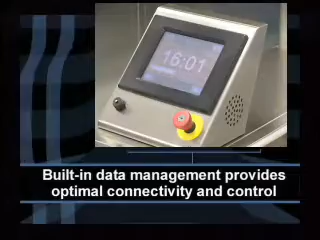 16:01
Built-in data management provides
optimal connectivity and control